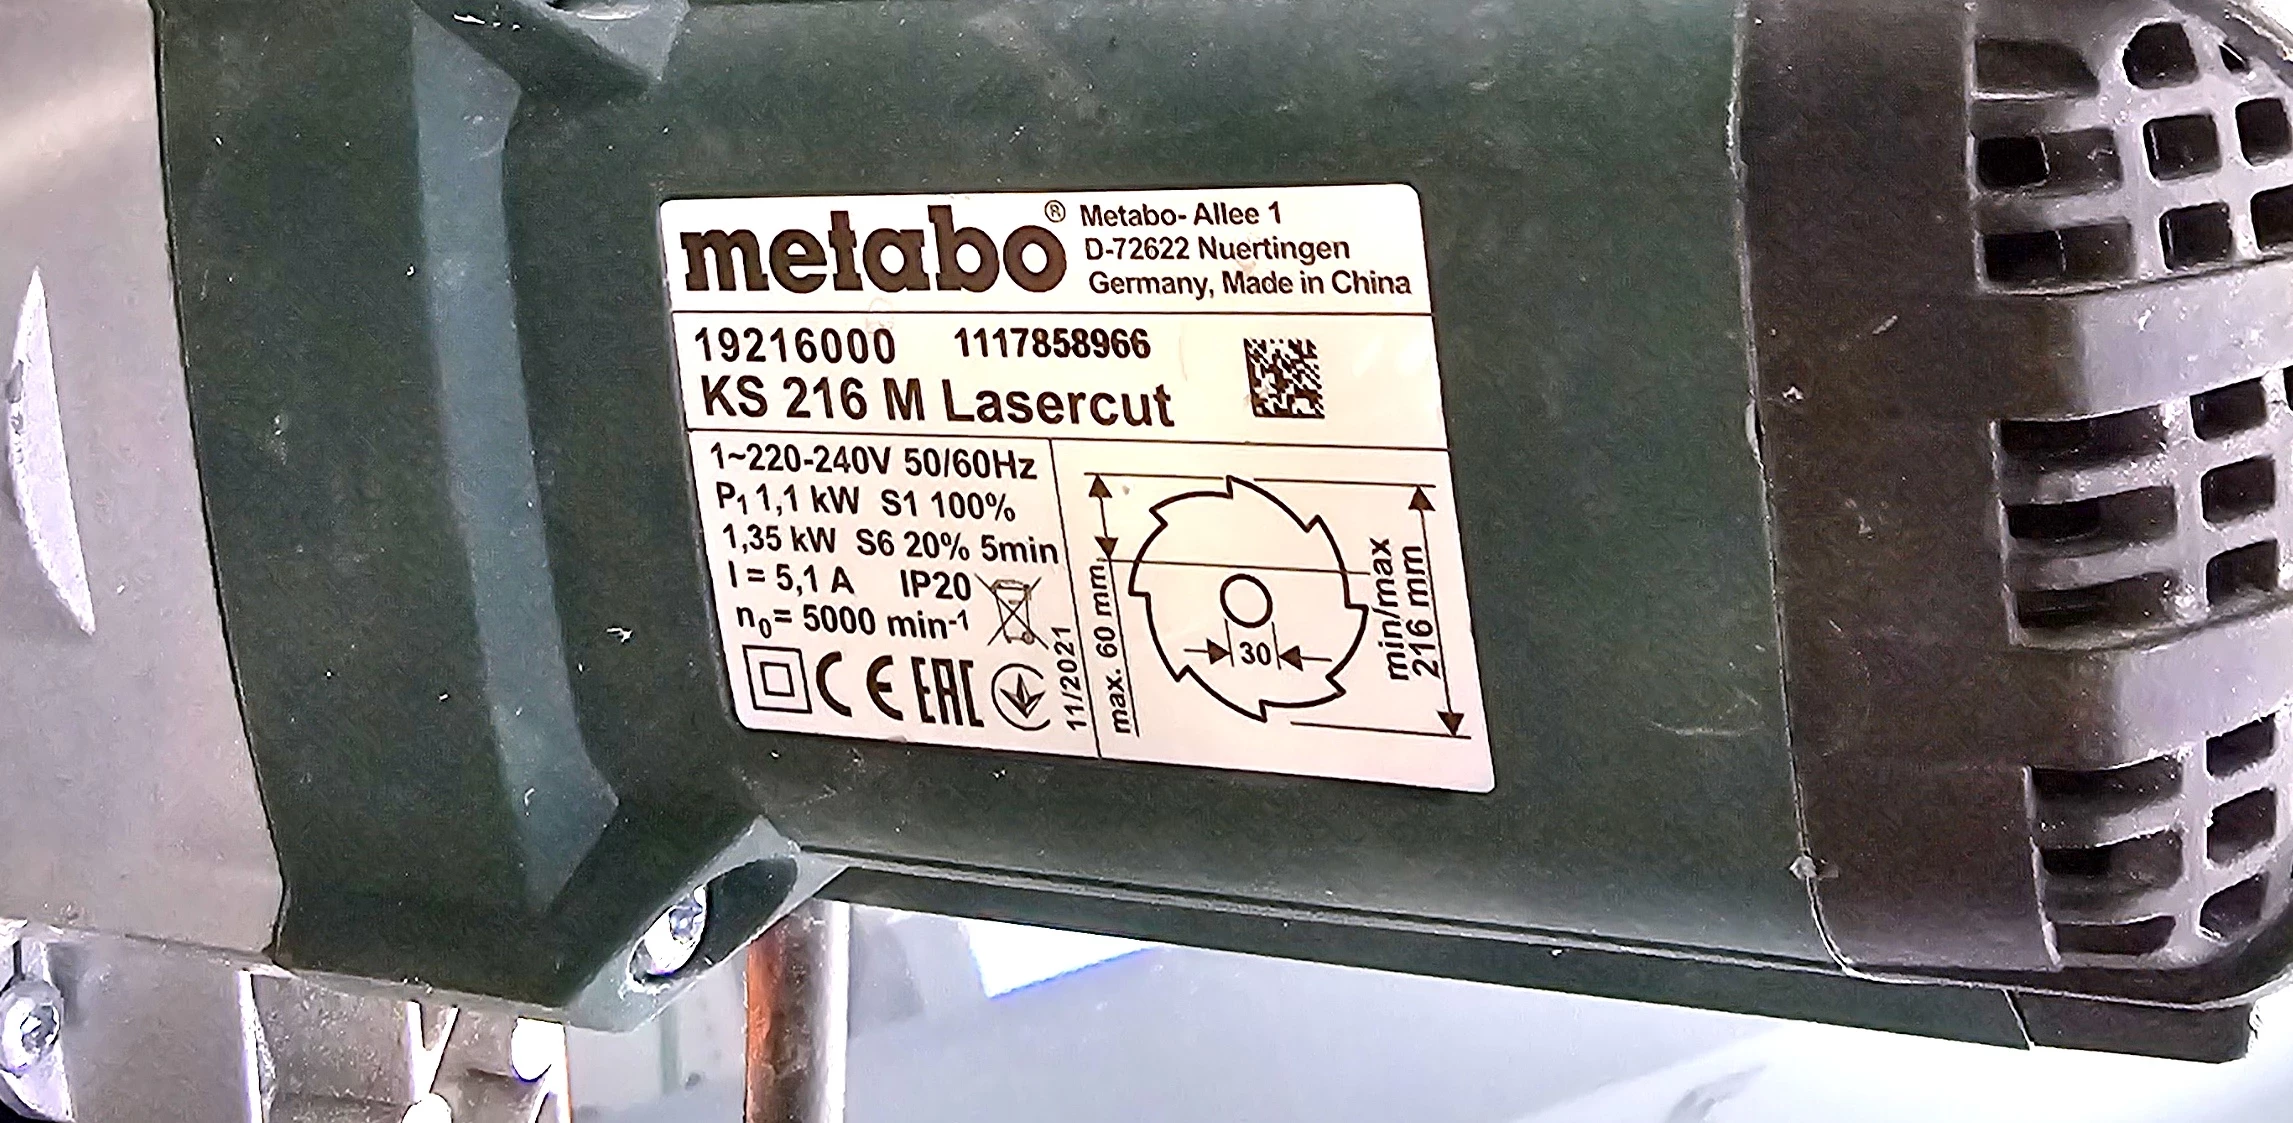 metabo® Metabo-Allee 1
D-72622 Nuertingen
Germany, Made in China
19216000 1117858966
KS 216 M Lasercut
1~220-240V 50/60Hz
P1 1,1 kW S1 100%
1,35 kW S6 20% 5min
I = 5,1 A IP20
n0= 5000 min-1
CE EAC
11/2021
max. 60 mm
30
min/max
216 mm